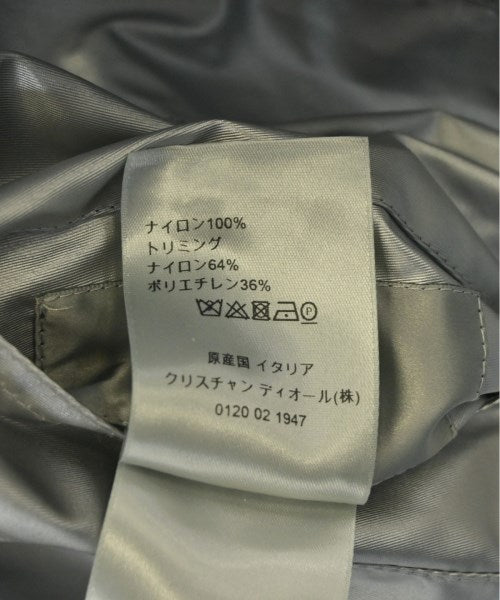 ナイロン100%
トリミング
ナイロン64%
ポリエチレン36%
P
原産国 イタリア
クリスチャン ディオール(株)
0120 02 1947